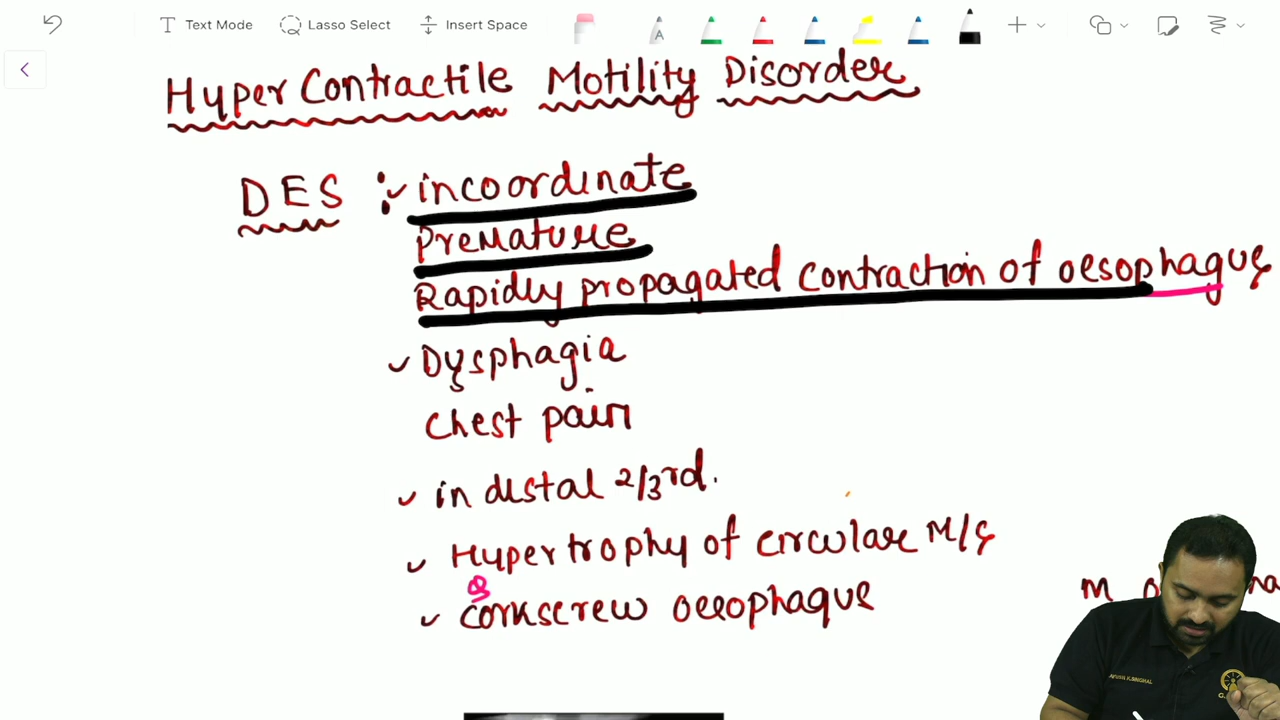 Text Mode
Lasso Select
Insert Space
A
Hyper Contractile Motility Disorder
DES : incoordinate
Premature
Rapidly propagated contraction of oesophagus
Dysphagia
Chest pain
in distal 2/3rd.
Hypertrophy of circular M/s
Corkscrew oesophagus
M